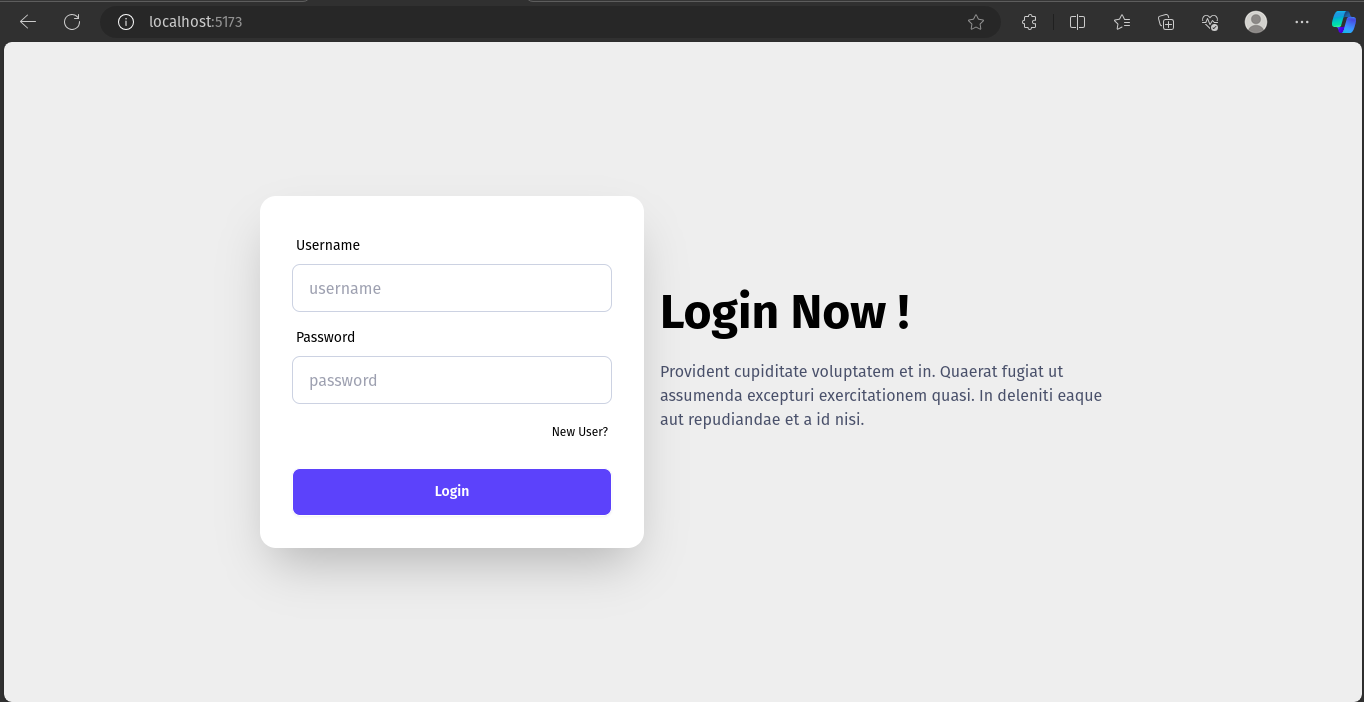 localhost:5173
Username
username
Password
password
New User?
Login
Login Now !
Provident cupiditate voluptatem et in. Quaerat fugiat ut
assumenda excepturi exercitationem quasi. In deleniti eaque
aut repudiandae et a id nisi.